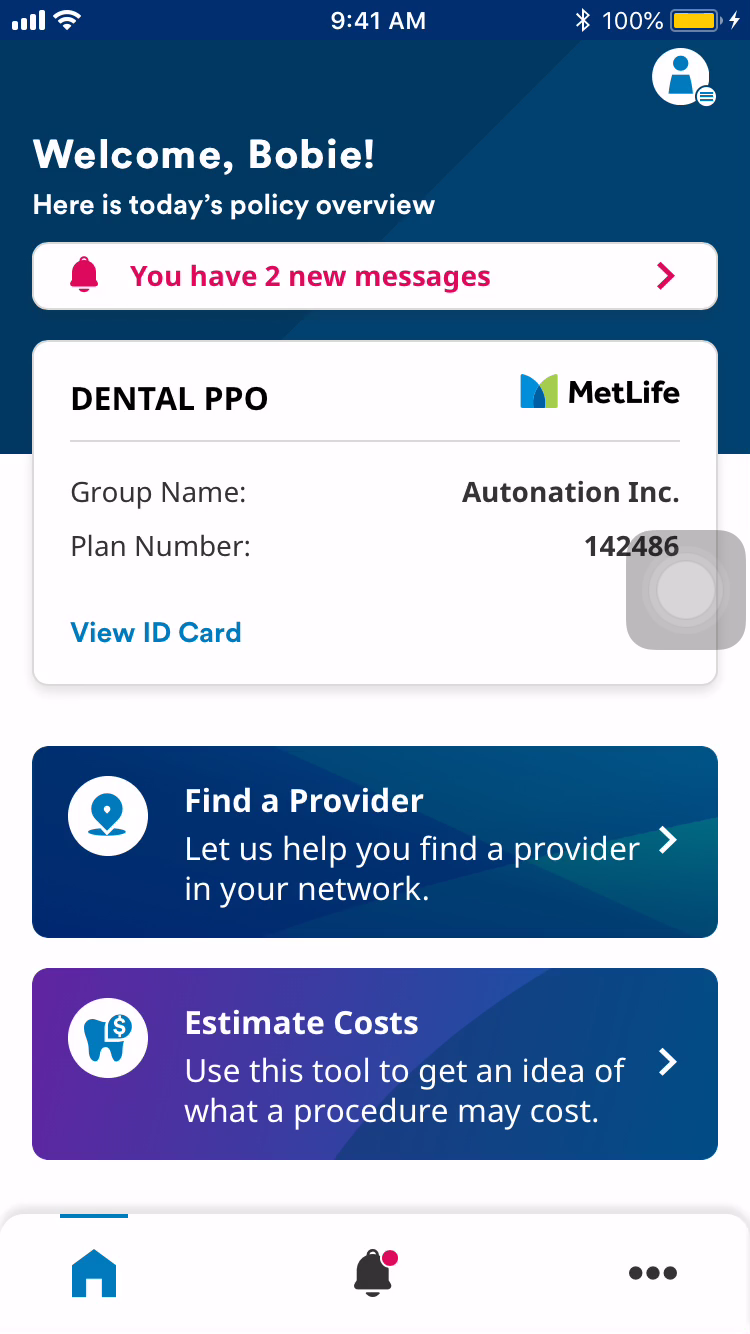 9:41 AM
100%
Welcome, Bobie!
Here is today's policy overview
You have 2 new messages
DENTAL PPO
MetLife
Group Name: Autonation Inc.
Plan Number: 142486
View ID Card
Find a Provider
Let us help you find a provider
in your network.
$
Estimate Costs
Use this tool to get an idea of
what a procedure may cost.